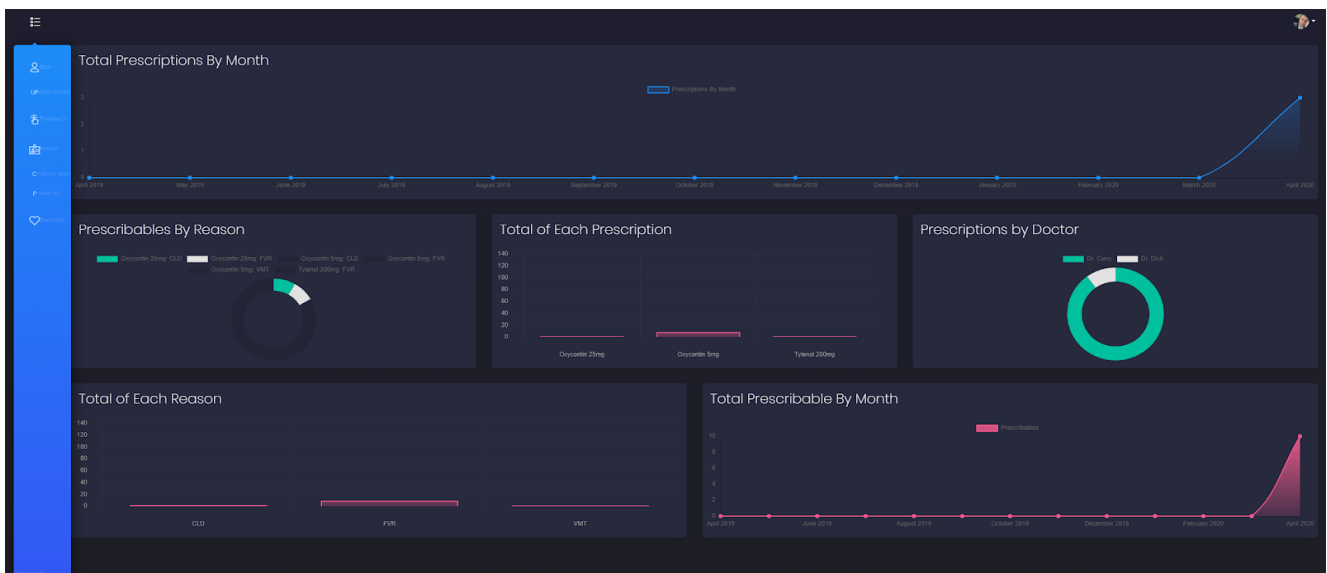 Total Prescriptions By Month
Prescriptions By Month
3
2
1
0
April 2019 May 2019 June 2019 July 2019 August 2019 September 2019 October 2019 November 2019 December 2019 January 2020 February 2020 March 2020 April 2020
UP
C
P
Prescribables By Reason
Oxycontin 25mg: CLD Oxycontin 25mg: FVR Oxycontin 5mg: CLD Oxycontin 5mg: FVR
Oxycontin 5mg: VMT Tylenol 200mg: FVR
Total of Each Prescription
140
120
100
80
60
40
20
0
Oxycontin 25mg Oxycontin 5mg Tylenol 200mg
Prescriptions by Doctor
Total of Each Reason
140
120
100
80
60
40
20
0
CLD FVR VMT
Total Prescribable By Month
Prescribables
10
8
6
4
2
0
April 2019 June 2019 August 2019 October 2019 December 2019 February 2020 April 2020